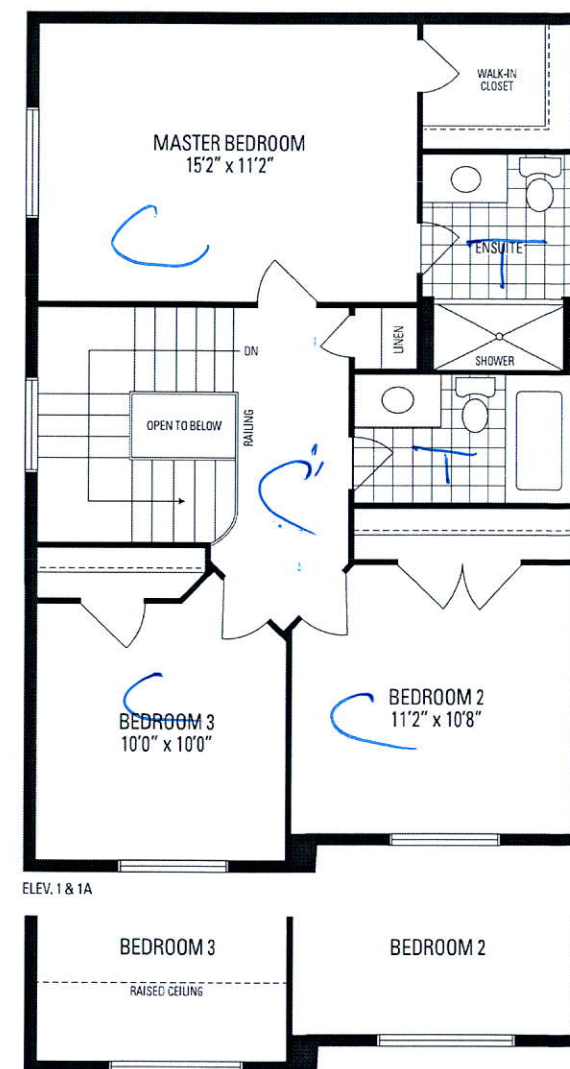 WALK-IN
CLOSET
MASTER BEDROOM
15'2" x 11'2"
C
ENSUITE
T
DN
LINEN
SHOWER
OPEN TO BELOW
RAILING
C
T
C
BEDROOM 3
10'0" x 10'0"
C
BEDROOM 2
11'2" x 10'8"
ELEV. 1 & 1A
BEDROOM 3
BEDROOM 2
RAISED CEILING